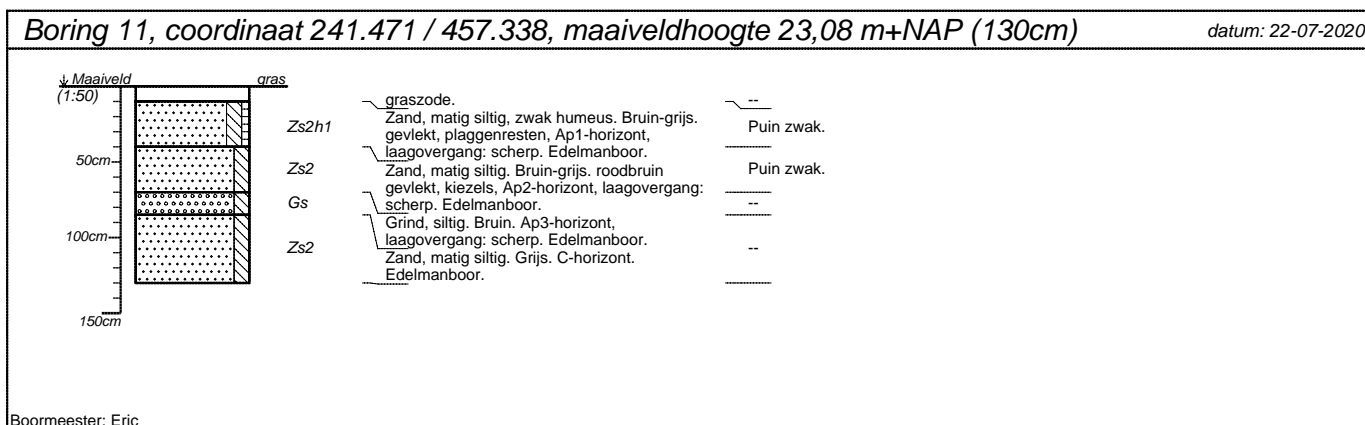 Boring 11, coordinaat 241.471 / 457.338, maaiveldhoogte 23,08 m+NAP (130cm)
datum: 22-07-2020
Maaiveld
gras
(1:50)
50cm
100cm
150cm
Zs2h1
Zs2
Gs
Zs2
graszode.
Zand, matig siltig, zwak humeus. Bruin-grijs.
gevlekt, plaggenresten, Ap1-horizont,
laagovergang: scherp. Edelmanboor.
Zand, matig siltig. Bruin-grijs. roodbruin
gevlekt, kiezels, Ap2-horizont, laagovergang:
scherp. Edelmanboor.
Grind, siltig. Bruin. Ap3-horizont,
laagovergang: scherp. Edelmanboor.
Zand, matig siltig. Grijs. C-horizont.
Edelmanboor.
--
Puin zwak.
Puin zwak.
--
--
Boormeester: Eric